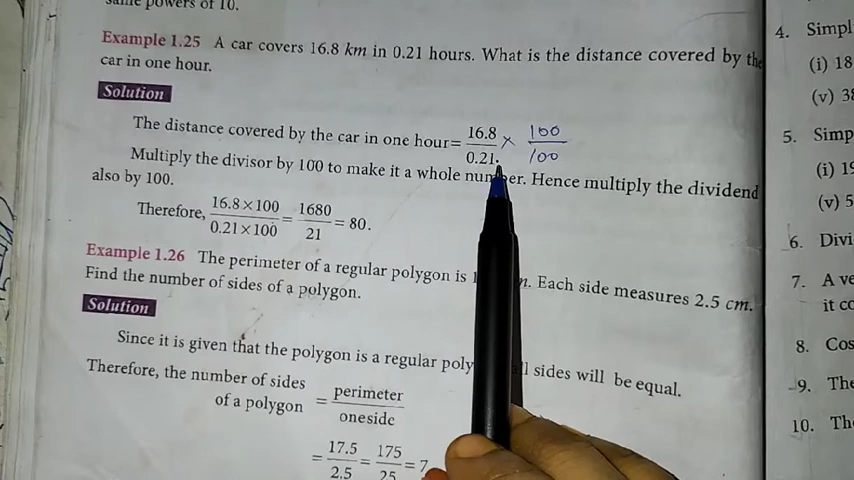 same powers of 10.
Example 1.25 A car covers 16.8 km in 0.21 hours. What is the distance covered by the
car in one hour.
Solution
The distance covered by the car in one hour= 16.8/0.21 × 100/100
Multiply the divisor by 100 to make it a whole number. Hence multiply the dividend
also by 100.
Therefore, 16.8×100/0.21×100 = 1680/21 = 80.
Example 1.26 The perimeter of a regular polygon is Each side measures 2.5 cm.
Find the number of sides of a polygon.
Solution
Since it is given that the polygon is a regular sides will be equal.
Therefore, the number of sides
of a polygon = perimeter/oneside
= 17.5/2.5 = 175/25 = 7
4. Simpl
(i) 18
(v) 38
5. Simp
(i) 19
(v) 5
6. Divi
7. A ve
it co
8. Cos
9. The
10. Th